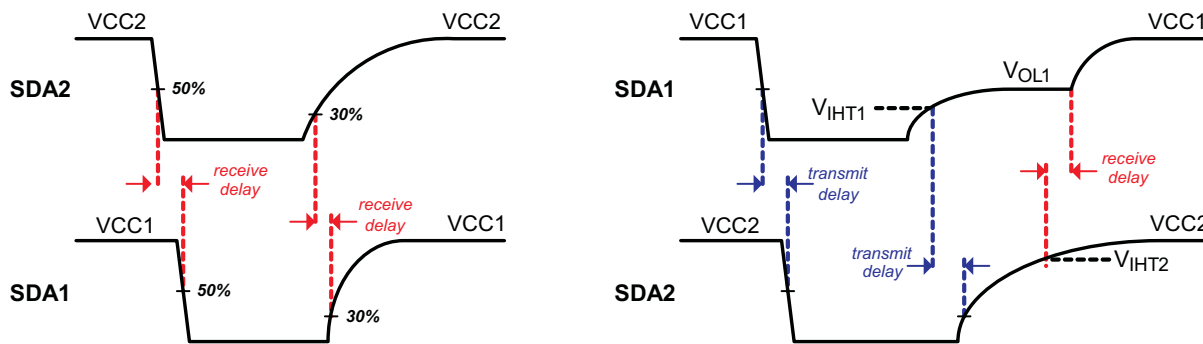 VCC2
VCC2
SDA2
50%
30%
receive
delay
receive
delay
VCC1
VCC1
SDA1
50%
30%
VCC1
VCC1
SDA1
VOL1
VIHT1
transmit
delay
receive
delay
VCC2
VCC2
transmit
delay
VIHT2
SDA2